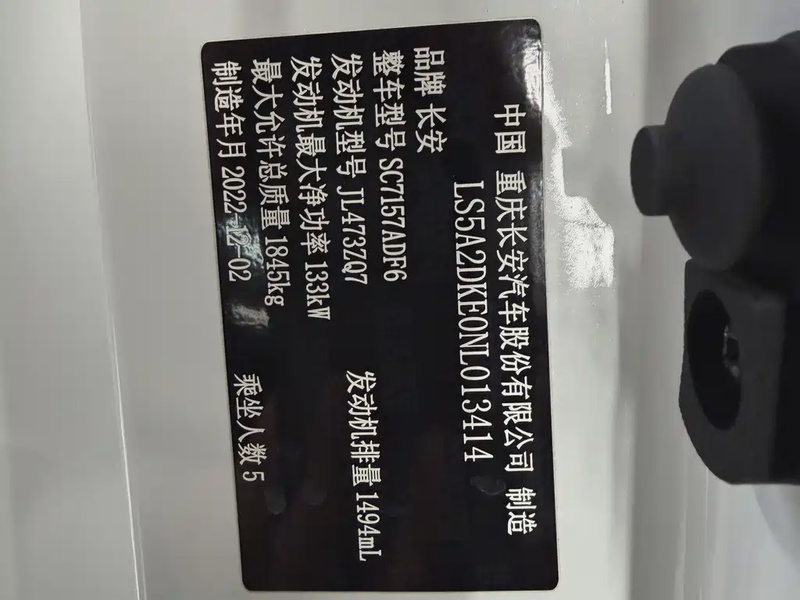 中国 重庆长安汽车股份有限公司 制造
LS5A2DKE0NL013414
品牌 长安
整车型号 SC7157ADF6
发动机型号 JL473ZQ7 发动机排量 1494mL
发动机最大净功率 133kW
最大允许总质量 1845kg
制造年月 2022-12-02 乘坐人数 5